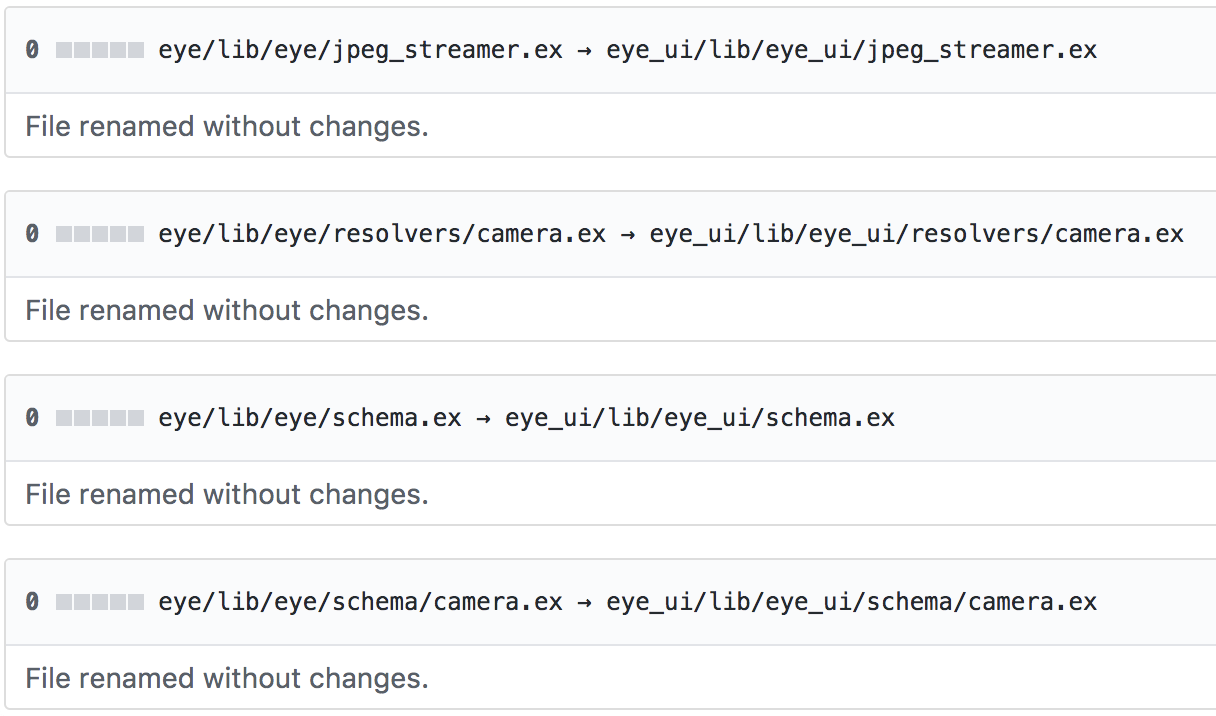 0 eye/lib/eye/jpeg_streamer.ex → eye_ui/lib/eye_ui/jpeg_streamer.ex
File renamed without changes.
0 eye/lib/eye/resolvers/camera.ex → eye_ui/lib/eye_ui/resolvers/camera.ex
File renamed without changes.
0 eye/lib/eye/schema.ex → eye_ui/lib/eye_ui/schema.ex
File renamed without changes.
0 eye/lib/eye/schema/camera.ex → eye_ui/lib/eye_ui/schema/camera.ex
File renamed without changes.